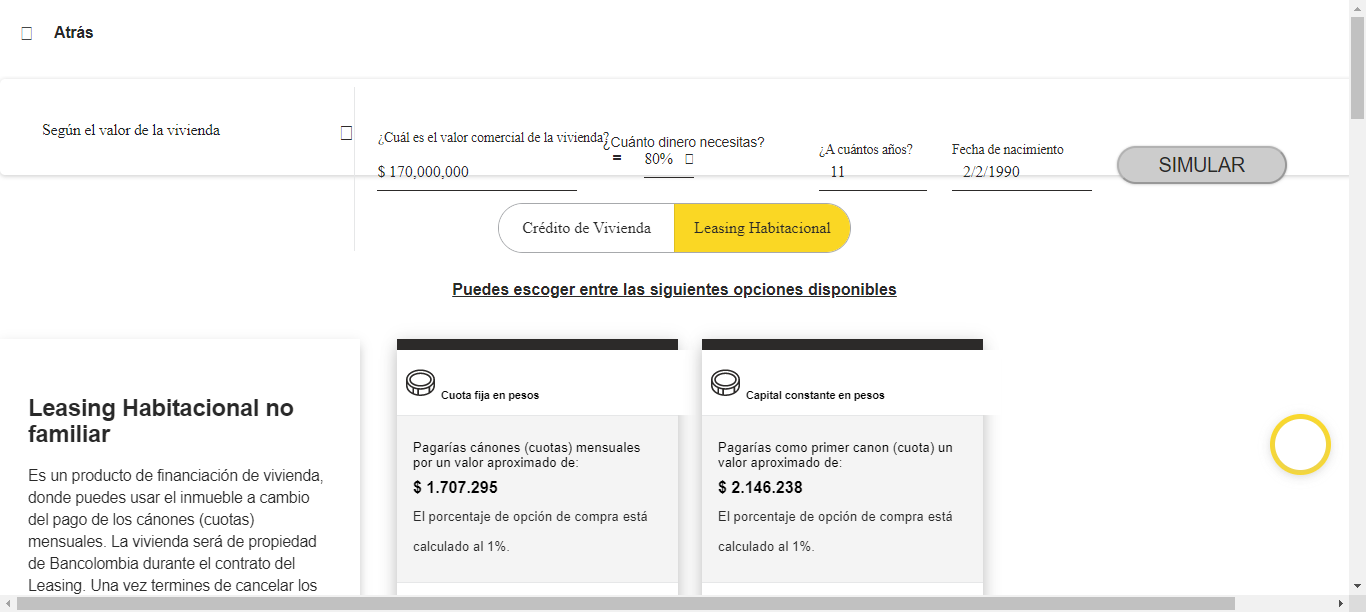 Atrás
Según el valor de la vivienda
¿Cuál es el valor comercial de la vivienda?
$ 170,000,000
¿Cuánto dinero necesitas?
= 80%
¿A cuántos años?
11
Fecha de nacimiento
2/2/1990
SIMULAR
Crédito de Vivienda
Leasing Habitacional
Puedes escoger entre las siguientes opciones disponibles
Leasing Habitacional no
familiar
Es un producto de financiación de vivienda,
donde puedes usar el inmueble a cambio
del pago de los cánones (cuotas)
mensuales. La vivienda será de propiedad
de Bancolombia durante el contrato del
Leasing. Una vez termines de cancelar los
Cuota fija en pesos
Pagarías cánones (cuotas) mensuales
por un valor aproximado de:
$ 1.707.295
El porcentaje de opción de compra está
calculado al 1%.
Capital constante en pesos
Pagarías como primer canon (cuota) un
valor aproximado de:
$ 2.146.238
El porcentaje de opción de compra está
calculado al 1%.